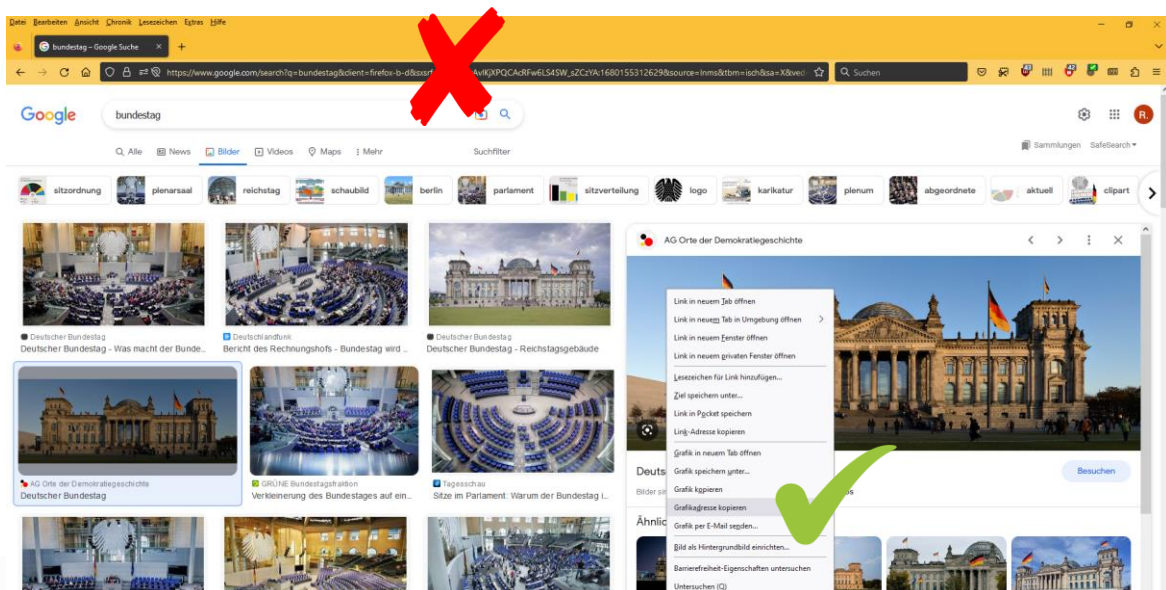 Datei Bearbeiten Ansicht Chronik Lesezeichen Extras Hilfe
bundestag – Google Suche
https://www.google.com/search?q=bundestag&client=firefox-b-d&sxsrf
Suchen
Google
bundestag
R.
Alle News Bilder Videos Maps Mehr Suchfilter
Sammlungen SafeSearch
sitzordnung plenarsaal reichstag schaubild berlin parlament sitzverteilung logo karikatur plenum abgeordnete aktuell clipart
AG Orte der Demokratiegeschichte
Deutscher Bundestag
Deutscher Bundestag - Was macht der Bunde...
Deutschlandfunk
Bericht des Rechnungshofs - Bundestag wird ...
Deutscher Bundestag
Deutscher Bundestag - Reichstagsgebäude
AG Orte der Demokratiegeschichte
Deutscher Bundestag
GRÜNE Bundestagsfraktion
Verkleinerung des Bundestages auf ein...
Tagesschau
Sitze im Parlament: Warum der Bundestag i...
Link in neuem Tab öffnen
Link in neuem Tab in Umgebung öffnen
Link in neuem Fenster öffnen
Link in neuem privaten Fenster öffnen
Lesezeichen für Link hinzufügen...
Ziel speichern unter...
Link in Pocket speichern
Link-Adresse kopieren
Grafik in neuem Tab öffnen
Grafik speichern unter...
Grafik kopieren
Grafikadresse kopieren
Grafik per E-Mail senden...
Bild als Hintergrundbild einrichten...
Barrierefreiheit-Eigenschaften untersuchen
Untersuchen (Q)
Deuts
Besuchen
Bilder sin
Ähnlic